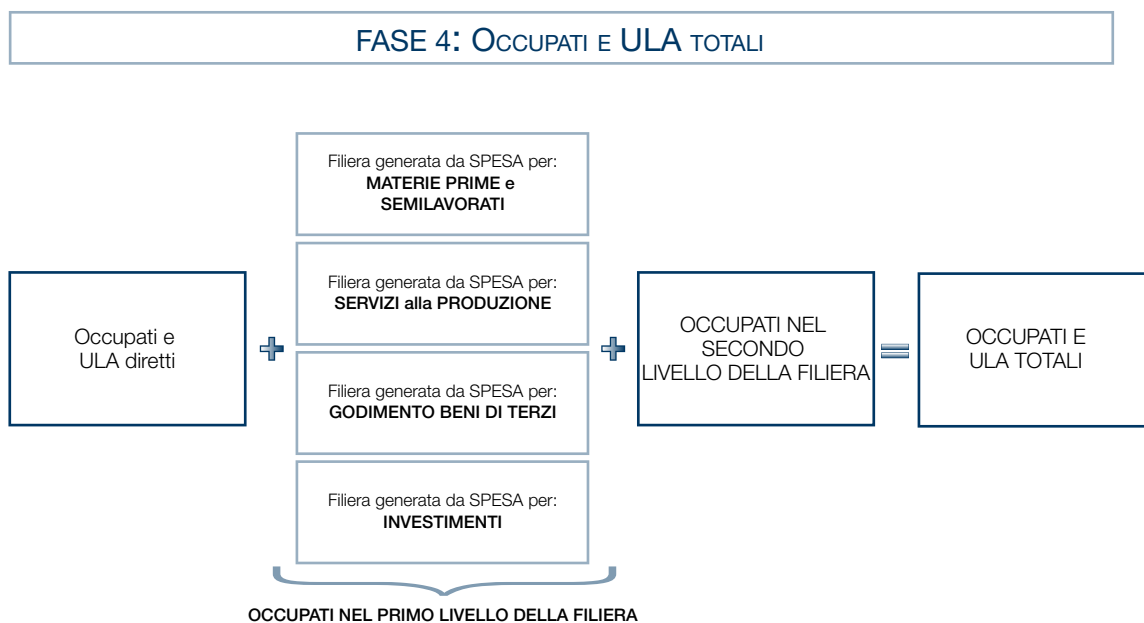 FASE 4: OCCUPATI E ULA TOTALI
Occupati e
ULA diretti
+
Filiera generata da SPESA per:
MATERIE PRIME e
SEMILAVORATI
Filiera generata da SPESA per:
SERVIZI alla PRODUZIONE
Filiera generata da SPESA per:
GODIMENTO BENI DI TERZI
Filiera generata da SPESA per:
INVESTIMENTI
OCCUPATI NEL PRIMO LIVELLO DELLA FILIERA
+
OCCUPATI NEL
SECONDO
LIVELLO DELLA FILIERA
=
OCCUPATI E
ULA TOTALI